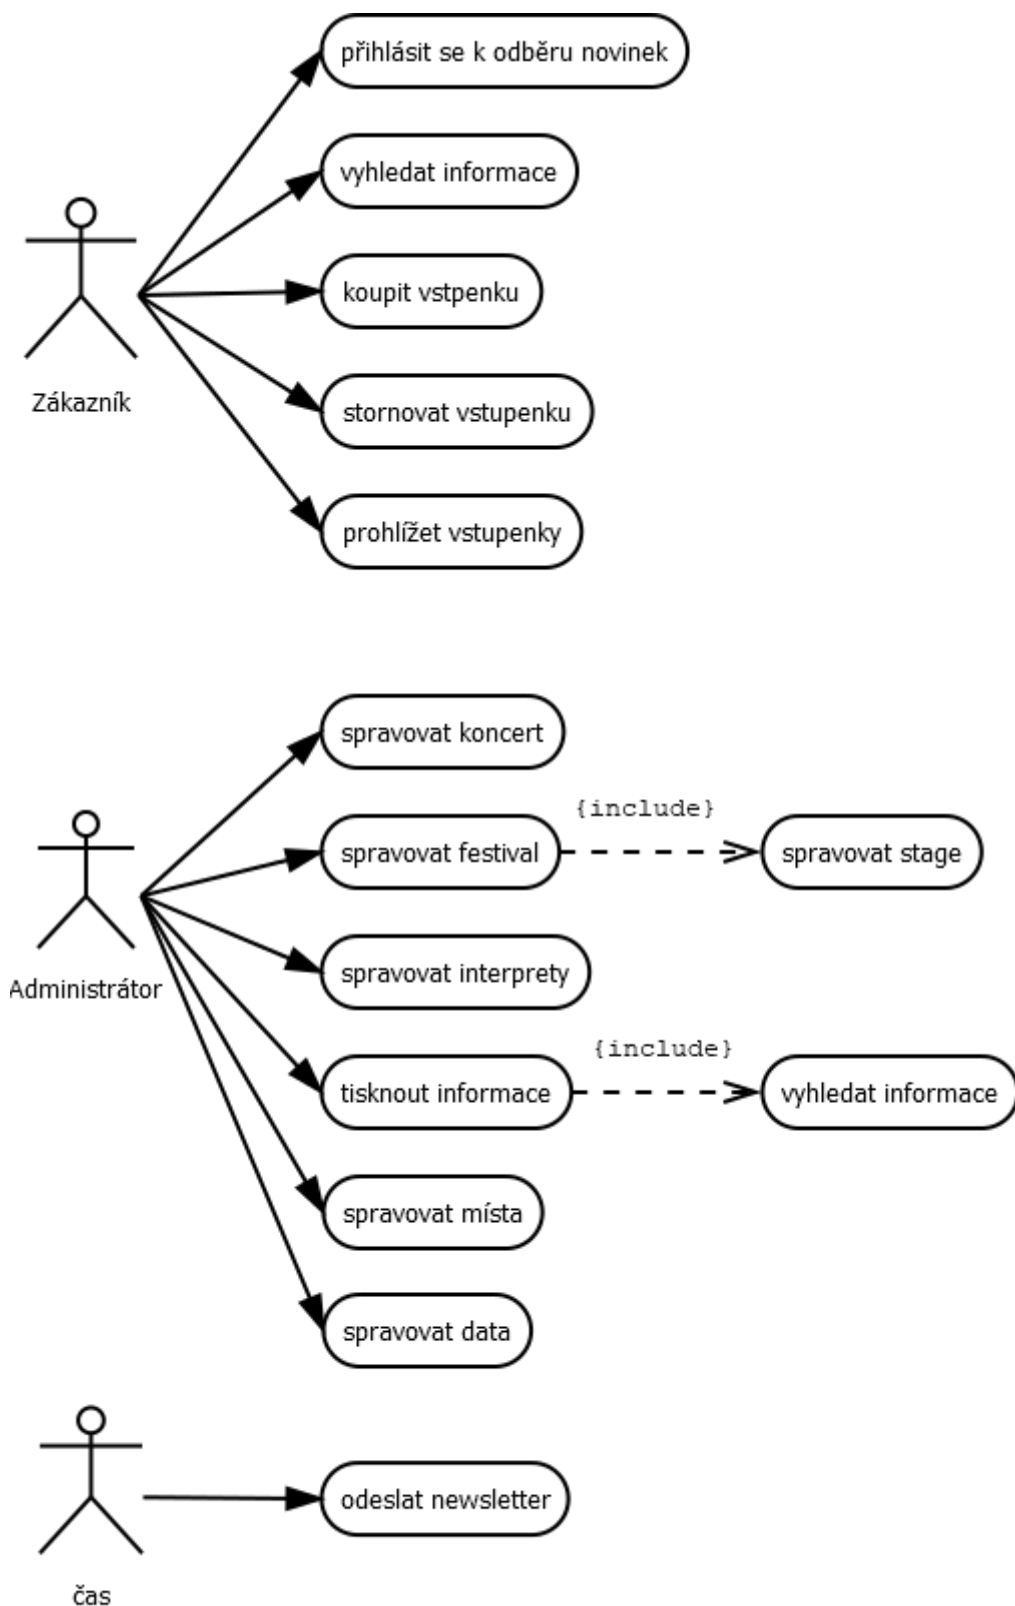 přihlásit se k odběru novinek
vyhledat informace
koupit vstpenku
stornovat vstupenku
prohlížet vstupenky
Zákazník
spravovat koncert
spravovat festival
{include}
spravovat stage
spravovat interprety
tisknout informace
{include}
vyhledat informace
spravovat místa
spravovat data
Administrátor
odeslat newsletter
čas